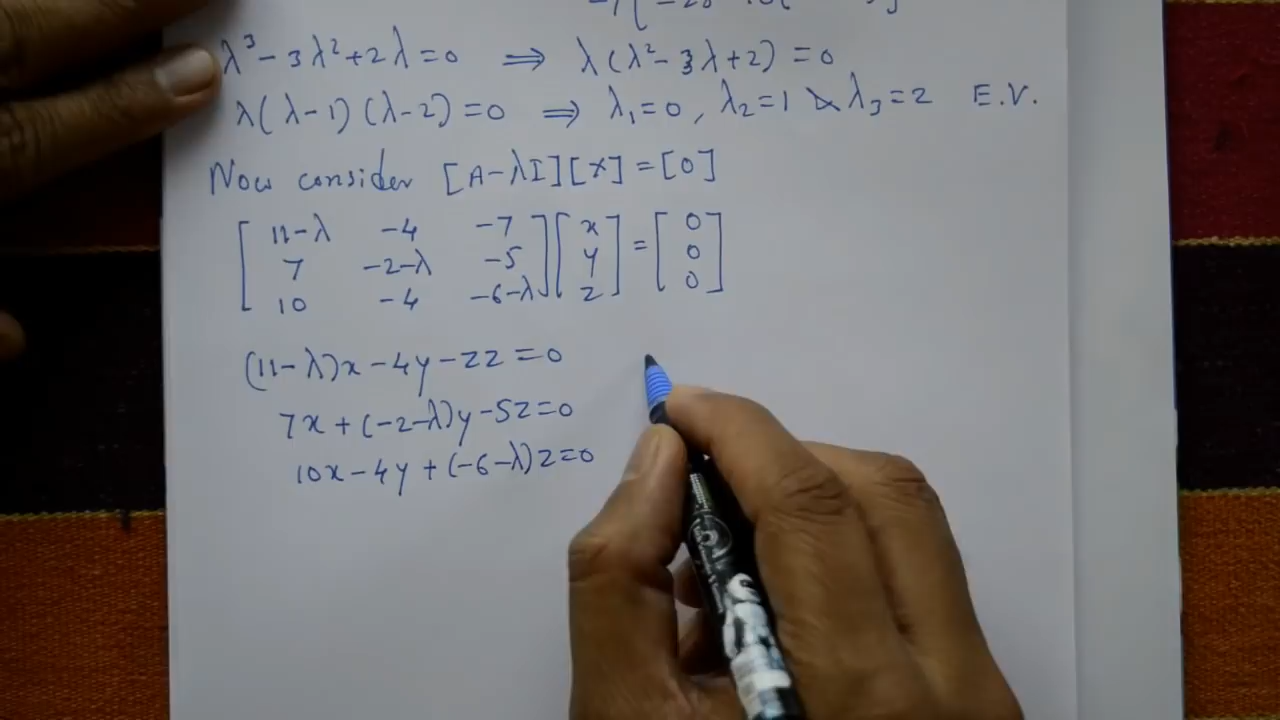 λ³ - 3λ² + 2λ = 0 ⟹ λ(λ² - 3λ + 2) = 0
λ(λ-1)(λ-2) = 0 ⟹ λ₁=0, λ₂=1 & λ₃=2 E.V.
Now consider [A-λI][X] = [0]
[ 11-λ -4 -7 ] [ x ] = [ 0 ]
[ 7 -2-λ -5 ] [ y ] [ 0 ]
[ 10 -4 -6-λ ] [ z ] [ 0 ]
(11-λ)x - 4y - 7z = 0
7x + (-2-λ)y - 5z = 0
10x - 4y + (-6-λ)z = 0